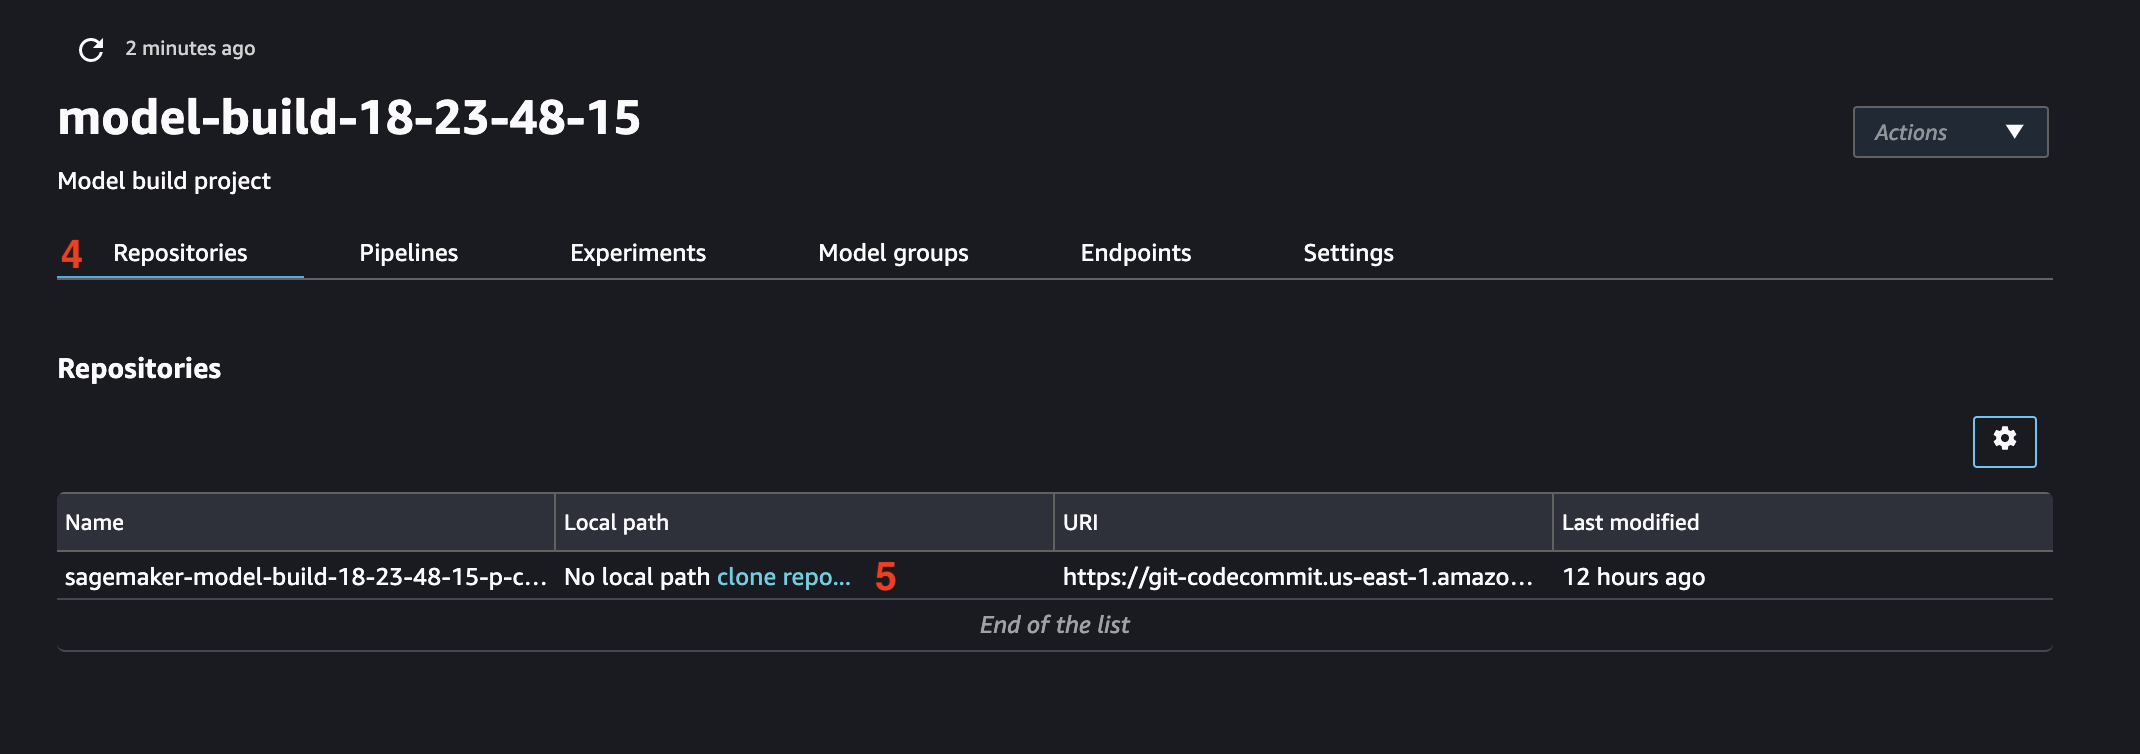 2 minutes ago
model-build-18-23-48-15
Actions
Model build project
4 Repositories Pipelines Experiments Model groups Endpoints Settings
Repositories
Name Local path URI Last modified
sagemaker-model-build-18-23-48-15-p-c... No local path clone repo... 5 https://git-codecommit.us-east-1.amazo... 12 hours ago
End of the list